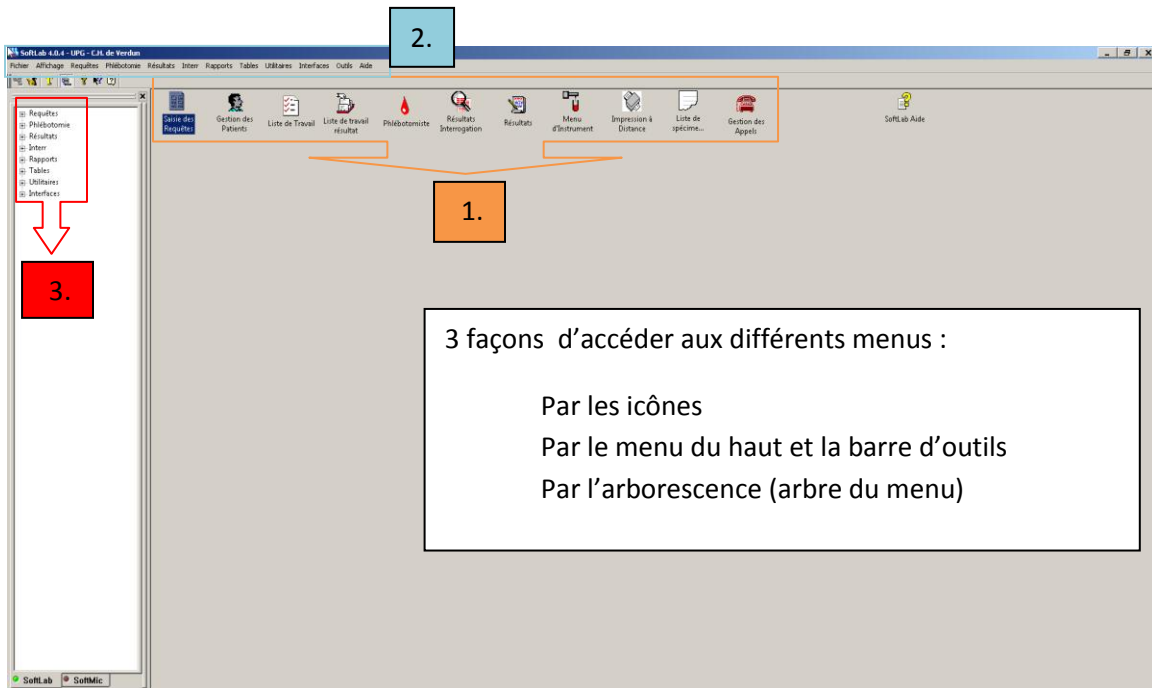 2.
SoftLab 4.0.4 - UPG - C.H. de Verdun
Fichier Affichage Requêtes Phlébotomie Résultats Interr Rapports Tables Utilitaires Interfaces Outils Aide
Saisie des Requêtes
Gestion des Patients
Liste de Travail
Liste de travail résultat
Phlébotomiste
Résultats Interrogation
Résultats
Menu d'Instrument
Impression à Distance
Liste de spécime...
Gestion des Appels
SoftLab Aide
Requêtes
Phlébotomie
Résultats
Interr
Rapports
Tables
Utilitaires
Interfaces
1.
3.
3 façons d’accéder aux différents menus :
Par les icônes
Par le menu du haut et la barre d’outils
Par l’arborescence (arbre du menu)
SoftLab SoftMic